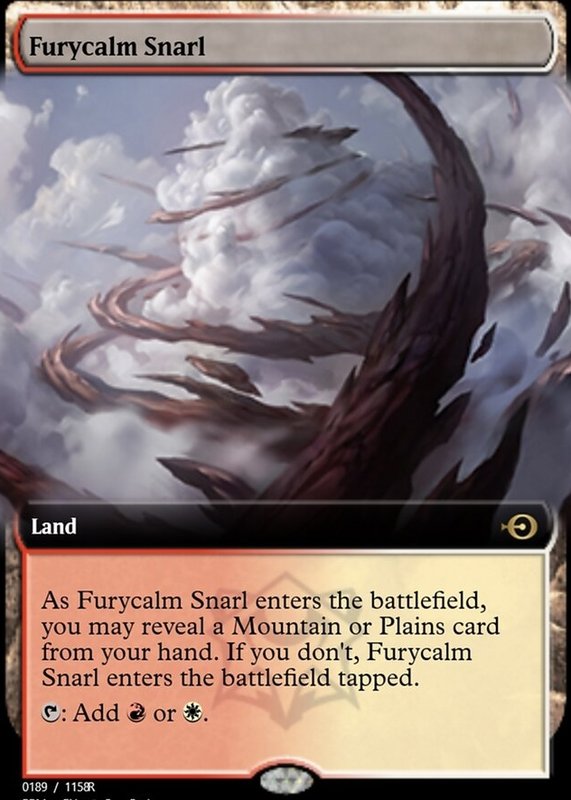 Furycalm Snarl
Land
As Furycalm Snarl enters the battlefield,
you may reveal a Mountain or Plains card
from your hand. If you don't, Furycalm
Snarl enters the battlefield tapped.
: Add or .
0189 / 1158R